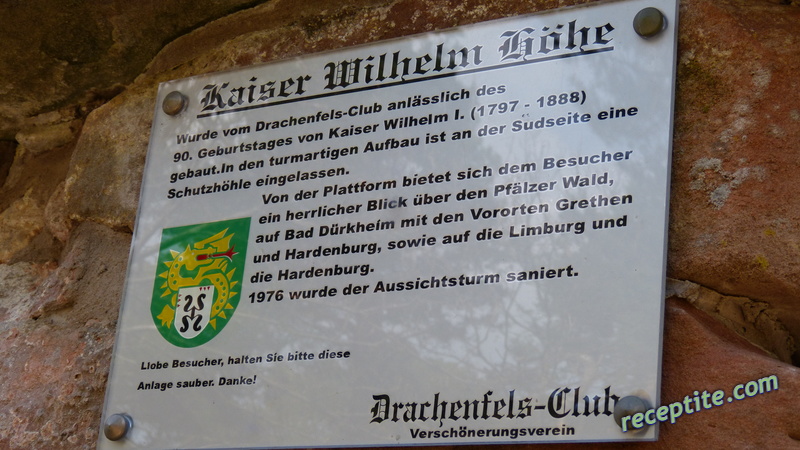 Kaiser Wilhelm Höhe
Wurde vom Drachenfels-Club anlässlich des
90. Geburtstages von Kaiser Wilhelm I. (1797 - 1888)
gebaut.In den turmartigen Aufbau ist an der Südseite eine
Schutzhöhle eingelassen.
Von der Plattform bietet sich dem Besucher
ein herrlicher Blick über den Pfälzer Wald,
auf Bad Dürkheim mit den Vororten Grethen
und Hardenburg, sowie auf die Limburg und
die Hardenburg.
1976 wurde der Aussichtsturm saniert.
Liebe Besucher, halten Sie bitte diese
Anlage sauber. Danke!
Drachenfels-Club
Verschönerungsverein
receptite.com